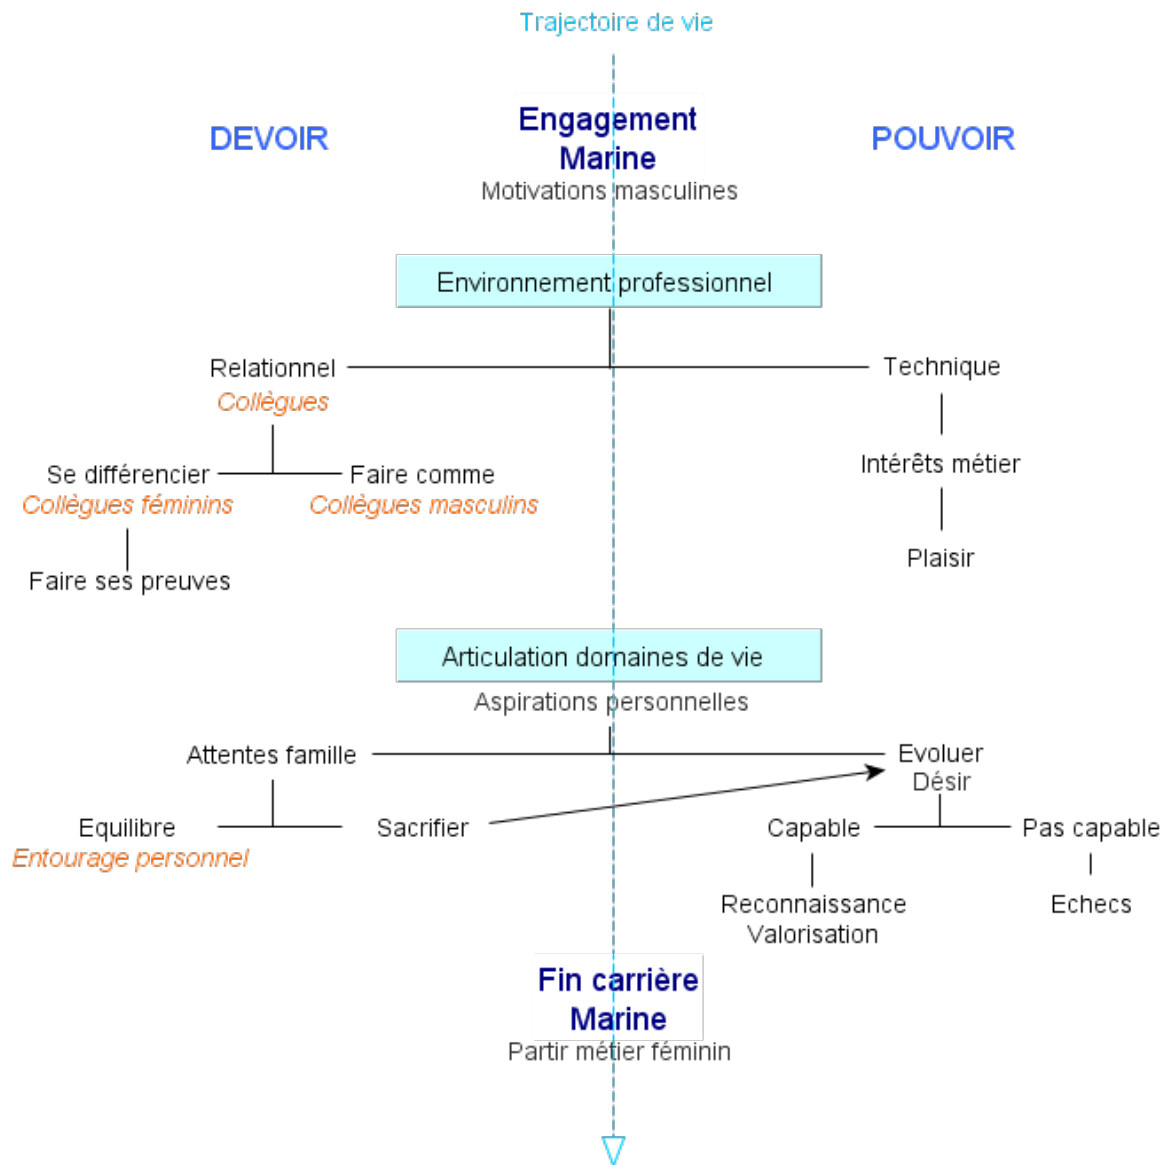 Trajectoire de vie
DEVOIR
Engagement
Marine
POUVOIR
Motivations masculines
Environnement professionnel
Relationnel
Technique
Collègues
Se différencier
Faire comme
Intérêts métier
Collègues féminins
Collègues masculins
Plaisir
Faire ses preuves
Articulation domaines de vie
Aspirations personnelles
Attentes famille
Evoluer
Désir
Equilibre
Sacrifier
Capable
Pas capable
Entourage personnel
Reconnaissance
Valorisation
Echecs
Fin carrière
Marine
Partir métier féminin